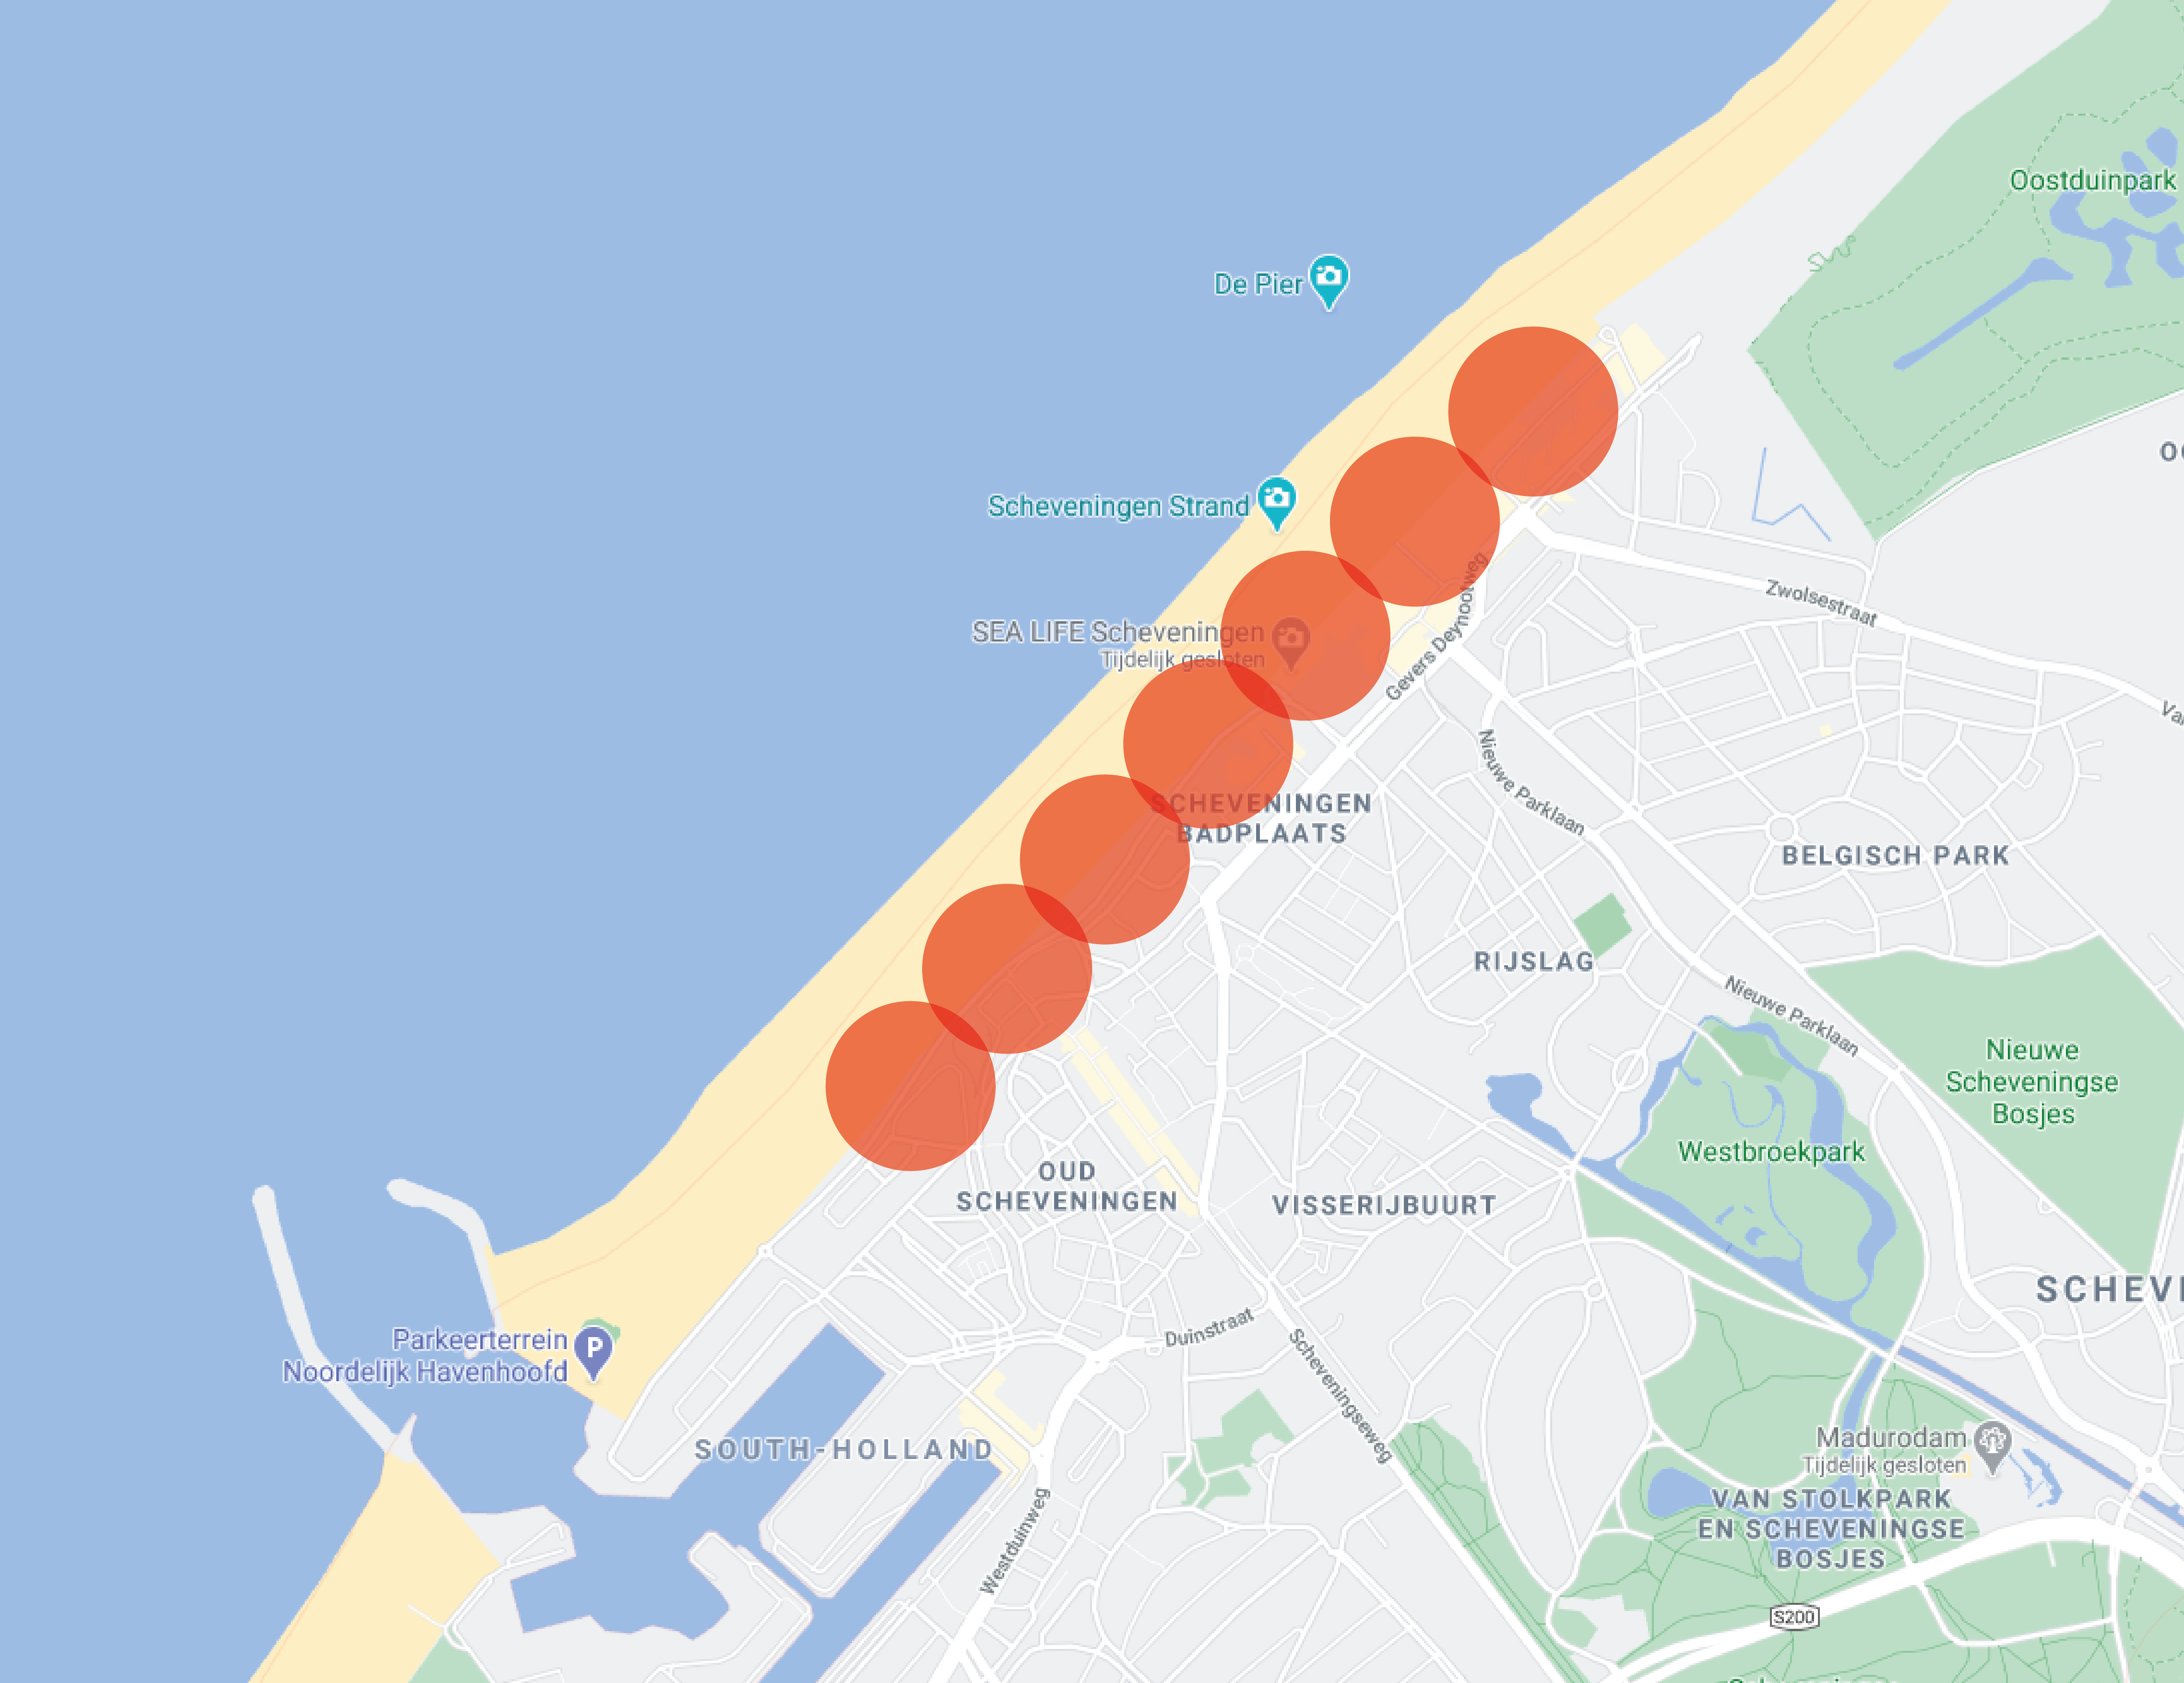 Oostduinpark
De Pier
Scheveningen Strand
Zwolsestraat
SEA LIFE Scheveningen
Tijdelijk gesloten
Gevers Deynootweg
Nieuwe Parklaan
SCHEVENINGEN
BADPLAATS
BELGISCH PARK
RIJSLAG
Nieuwe Parklaan
Nieuwe
Scheveningse
Bosjes
Westbroekpark
OUD
SCHEVENINGEN
VISSERIJBUURT
SCHEV
Parkeerterrein
Noordelijk Havenhoofd
P
Duinstraat
Scheveningseweg
SOUTH-HOLLAND
Madurodam
Tijdelijk gesloten
Westduinweg
VAN STOLKPARK
EN SCHEVENINGSE
BOSJES
S200